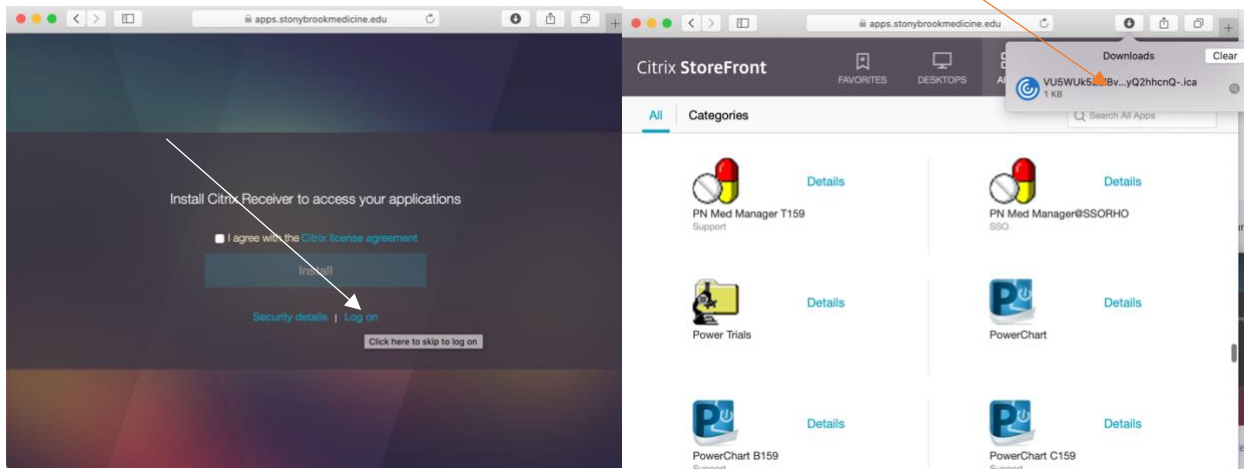 apps.stonybrookmedicine.edu
Install Citrix Receiver to access your applications
I agree with the Citrix license agreement
Install
Security details | Log on
Click here to skip to log on
apps.stonybrookmedicine.edu
Citrix StoreFront
FAVORITES
DESKTOPS
Downloads
Clear
.ica
1 KB
All
Categories
Search All Apps
Details
Details
PN Med Manager T159
PN Med Manager@SSORHO
Support
SSO
Details
Details
Power Trials
PowerChart
Details
Details
PowerChart B159
PowerChart C159
Support
Support